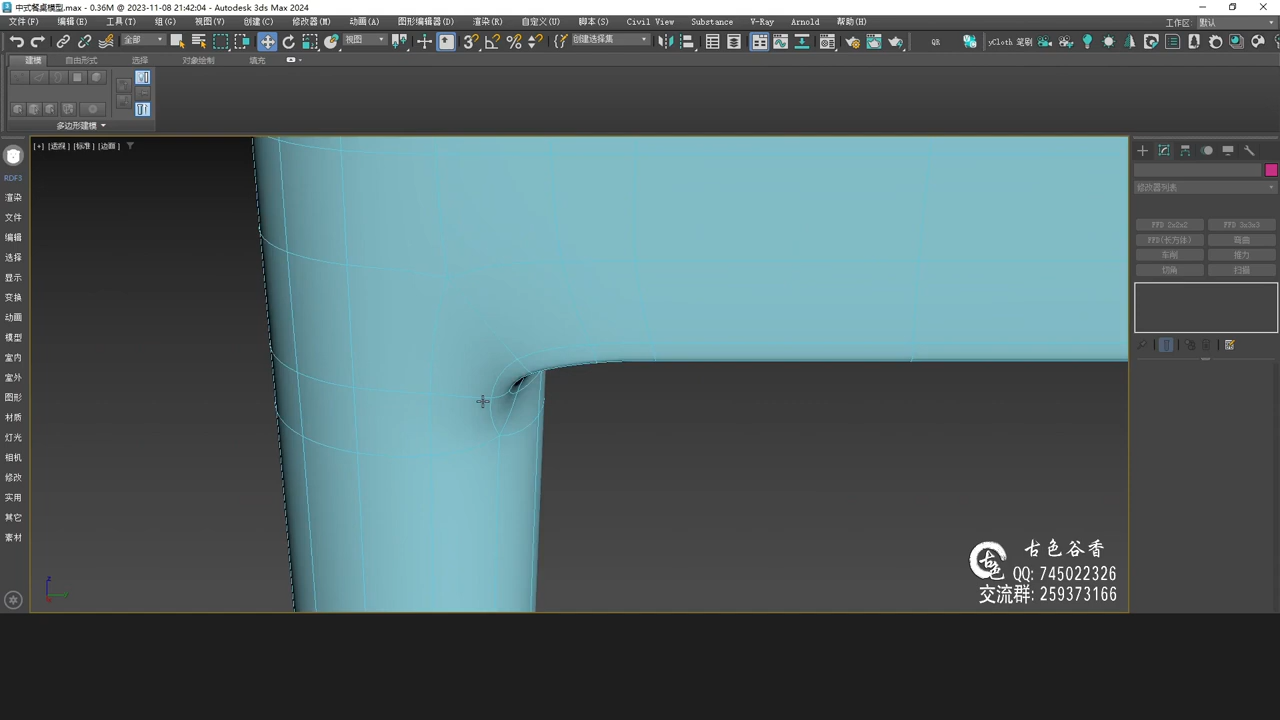 中式餐桌模型.max - 0.36M @ 2023-11-08 21:42:04 - Autodesk 3ds Max 2024
文件(F) 编辑(E) 工具(T) 组(G) 视图(V) 创建(C) 修改器(M) 动画(A) 图形编辑器(D) 渲染(R) 自定义(U) 脚本(S) Civil View Substance V-Ray Arnold 帮助(H) 工作区: 默认
全部 视图 创建选择集 QR yCloth 笔刷
建模 自由形式 选择 对象绘制 填充
多边形建模
[+] [透视] [标准] [边面]
RDF3
渲染
文件
编辑
选择
显示
变换
动画
模型
室内
室外
图形
材质
灯光
相机
修改
实用
其它
素材
修改器列表
FFD 2x2x2 FFD 3x3x3
FFD(长方体) 弯曲
车削 推力
切角 扫描
古色谷香
古色
QQ: 745022326
交流群: 259373166
z